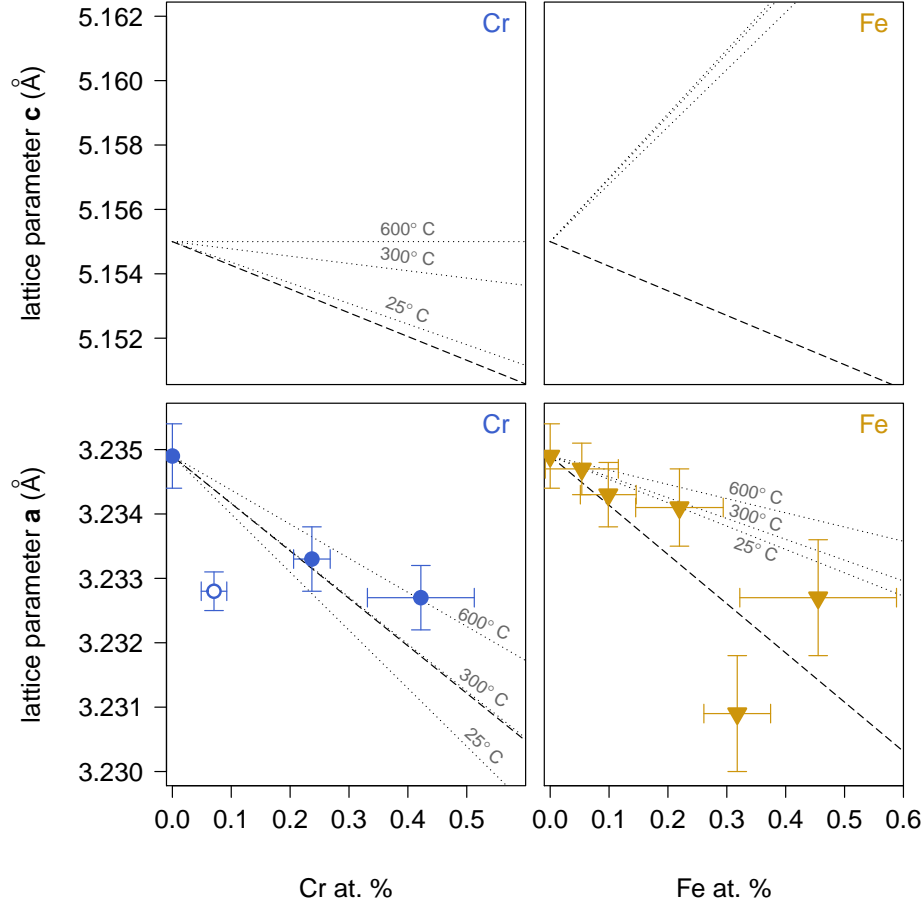 Cr
Fe
lattice parameter c (Å)
5.162
5.160
5.158
5.156
5.154
5.152
600° C
300° C
25° C
Cr
Fe
lattice parameter a (Å)
3.235
3.234
3.233
3.232
3.231
3.230
600° C
300° C
25° C
600° C
300° C
25° C
0.0 0.1 0.2 0.3 0.4 0.5
0.0 0.1 0.2 0.3 0.4 0.5 0.6
Cr at. %
Fe at. %